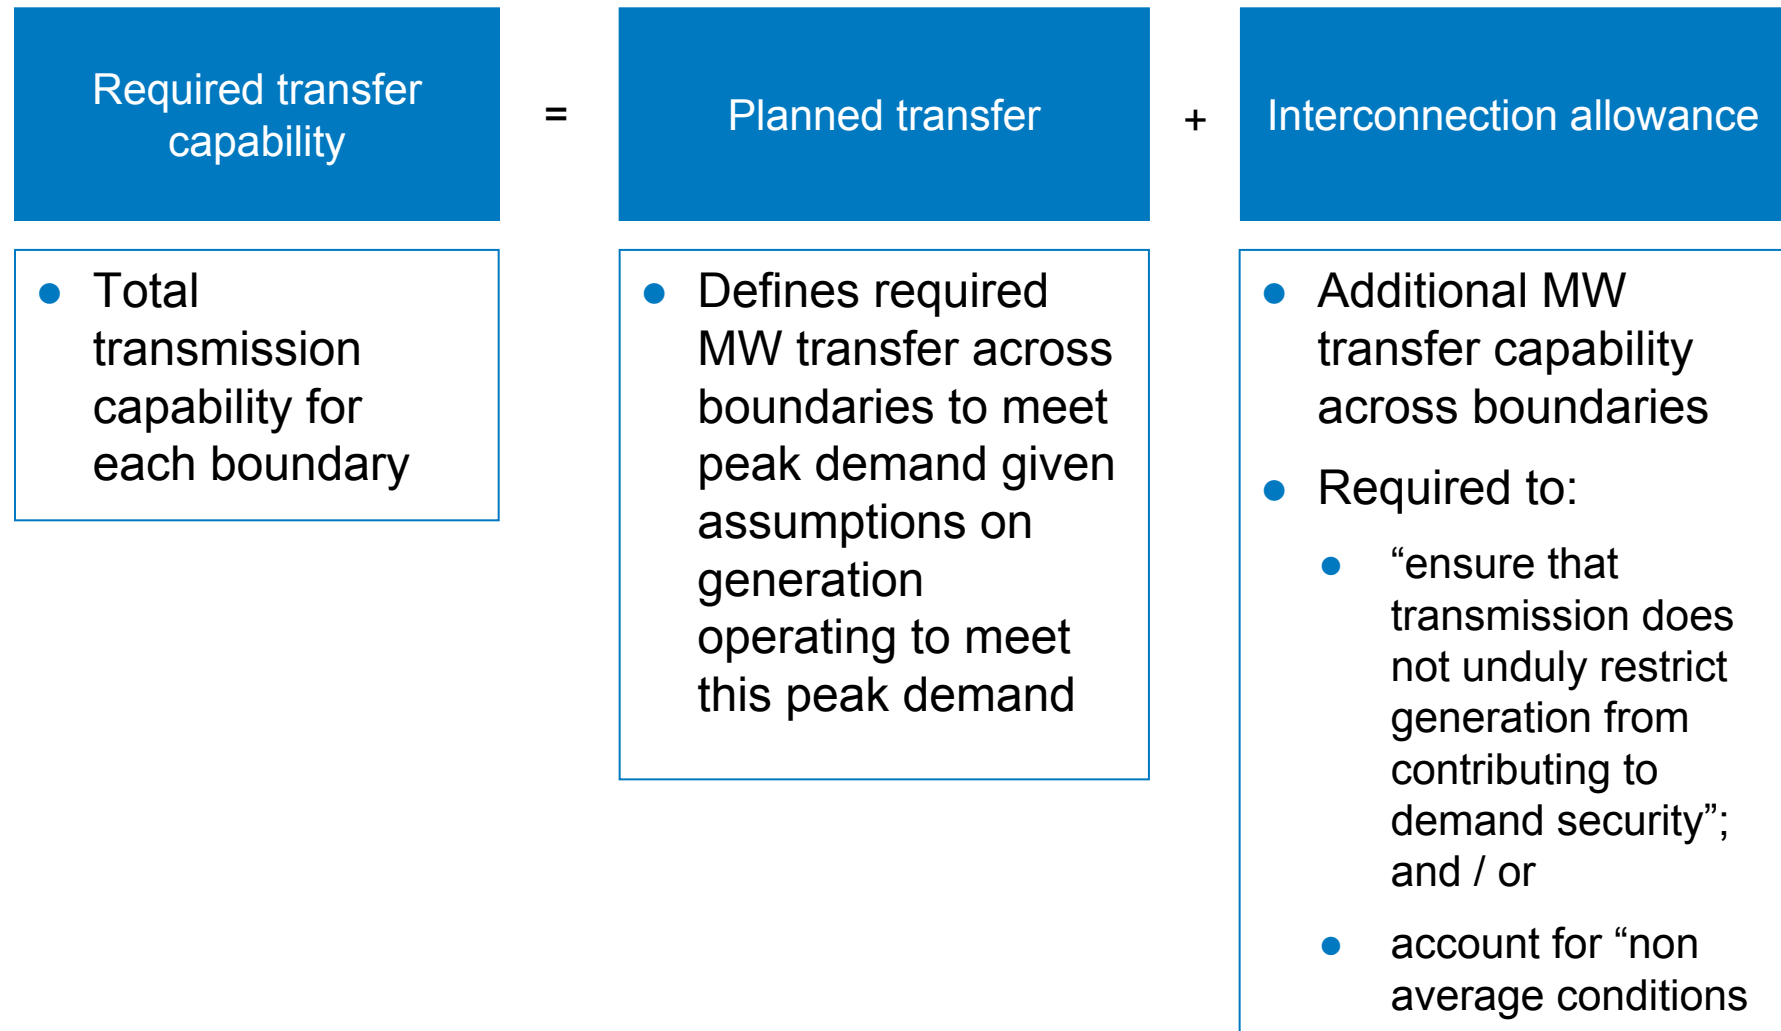 Required transfer
capability
=
Planned transfer
+
Interconnection allowance
● Total
transmission
capability for
each boundary
● Defines required
MW transfer across
boundaries to meet
peak demand given
assumptions on
generation
operating to meet
this peak demand
● Additional MW
transfer capability
across boundaries
● Required to:
● “ensure that
transmission does
not unduly restrict
generation from
contributing to
demand security”;
and / or
● account for “non
average conditions